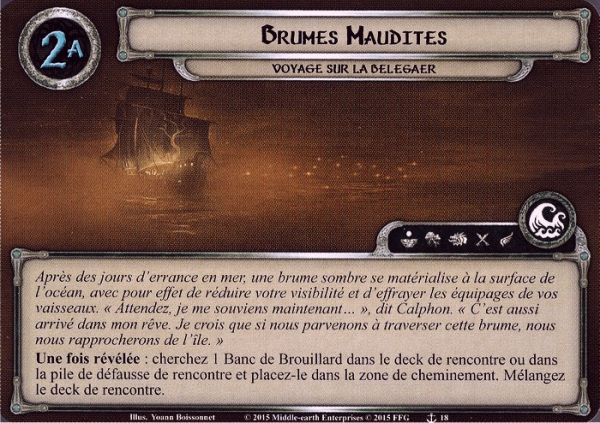 2A
BRUMES MAUDITES
VOYAGE SUR LA BELEGAER
Après des jours d'errance en mer, une brume sombre se matérialise à la surface de
l'océan, avec pour effet de réduire votre visibilité et d'effrayer les équipages de vos
vaisseaux. « Attendez, je me souviens maintenant… », dit Calphon. « C'est aussi
arrivé dans mon rêve. Je crois que si nous parvenons à traverser cette brume, nous
nous rapprocherons de l'île. »
Une fois révélée : cherchez 1 Banc de Brouillard dans le deck de rencontre ou dans
la pile de défausse de rencontre et placez-le dans la zone de cheminement. Mélangez
le deck de rencontre.
Illus. Yoann Boissonnet © 2015 Middle-earth Enterprises © 2015 FFG 18